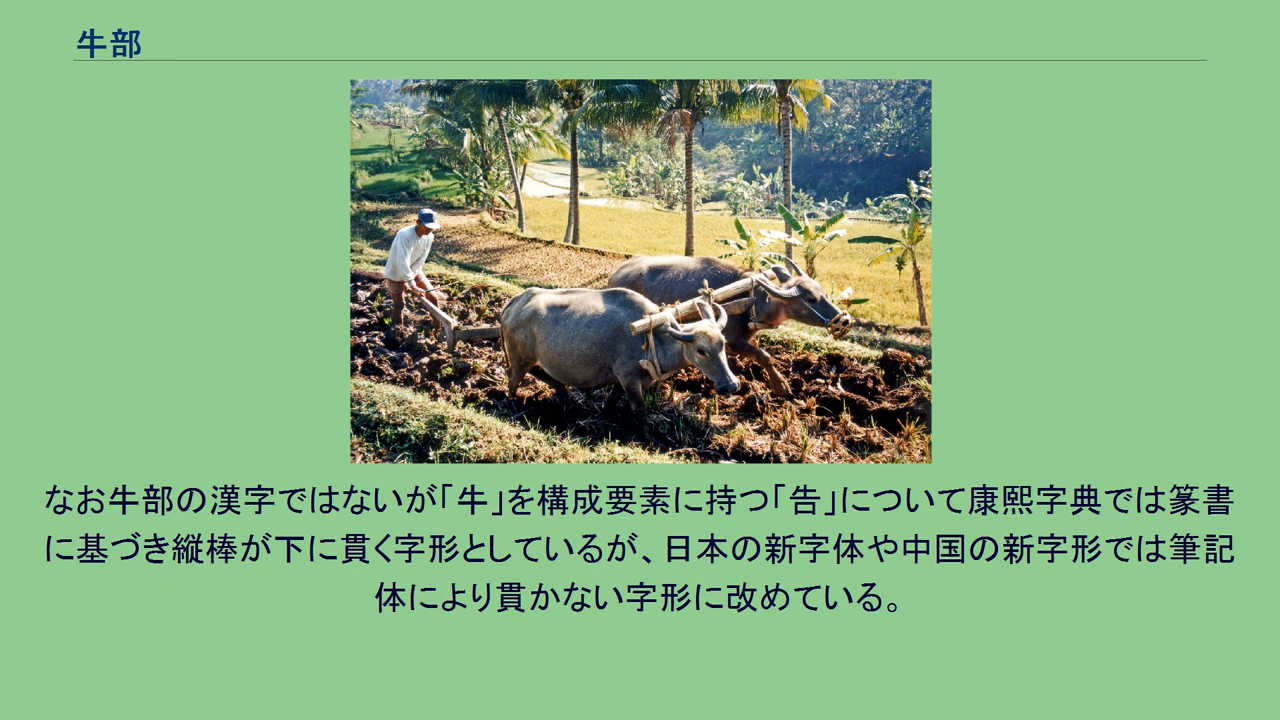 牛部
なお牛部の漢字ではないが「牛」を構成要素に持つ「告」について康熙字典では篆書
に基づき縦棒が下に貫く字形としているが、日本の新字体や中国の新字形では筆記
体により貫かない字形に改めている。